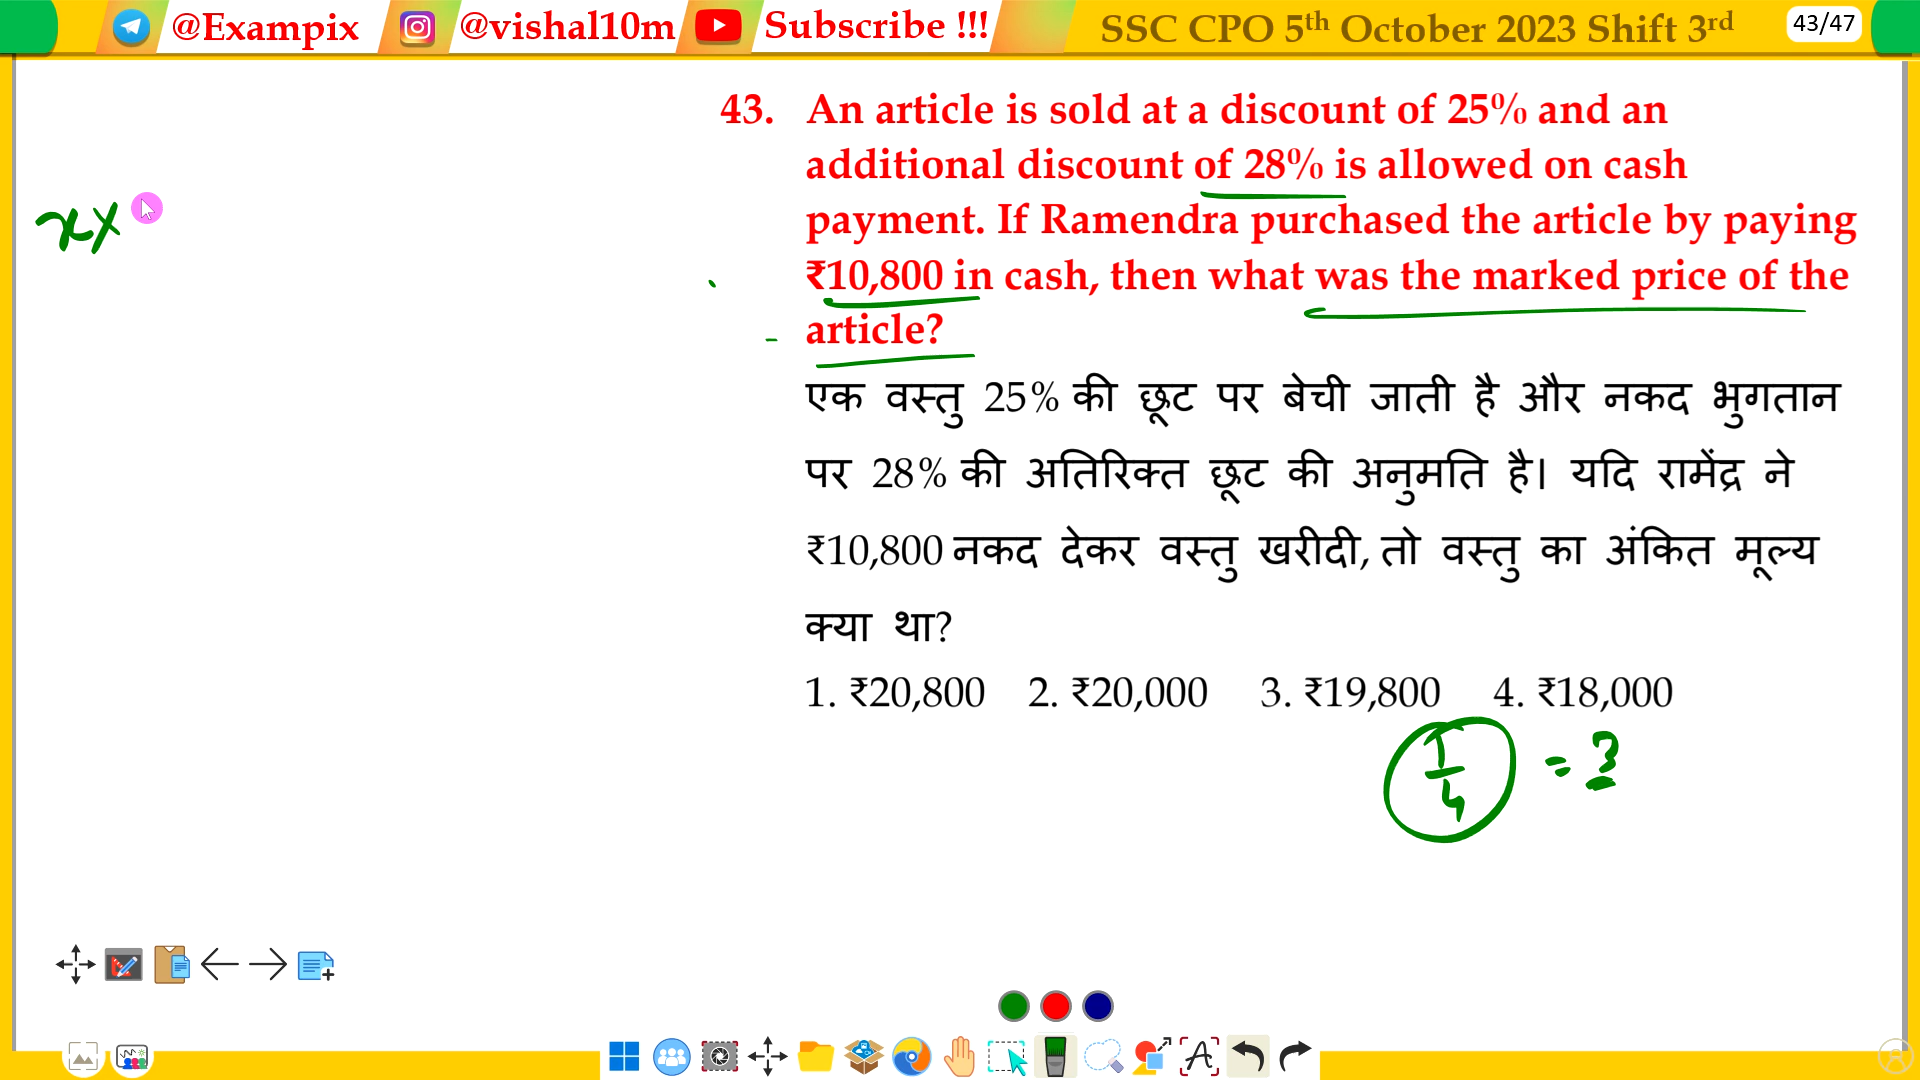 @Exampix @vishal10m Subscribe !!! SSC CPO 5th October 2023 Shift 3rd 43/47
43. An article is sold at a discount of 25% and an
additional discount of 28% is allowed on cash
payment. If Ramendra purchased the article by paying
₹10,800 in cash, then what was the marked price of the
article?
एक वस्तु 25% की छूट पर बेची जाती है और नकद भुगतान
पर 28% की अतिरिक्त छूट की अनुमति है। यदि रामेंद्र ने
₹10,800 नकद देकर वस्तु खरीदी, तो वस्तु का अंकित मूल्य
क्या था?
1. ₹20,800 2. ₹20,000 3. ₹19,800 4. ₹18,000
x×
1/4 = 3